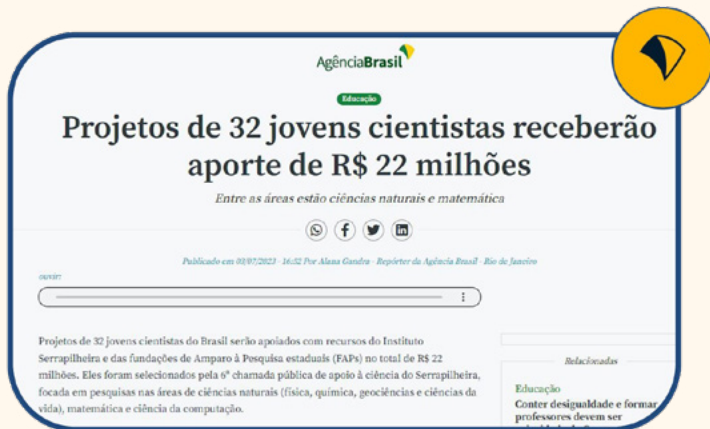 AgênciaBrasil
Educação
Projetos de 32 jovens cientistas receberão
aporte de R$ 22 milhões
Entre as áreas estão ciências naturais e matemática
Publicado em 03/07/2023 - 16:52 Por Alana Gandra - Repórter da Agência Brasil - Rio de Janeiro
ouvir:
Projetos de 32 jovens cientistas do Brasil serão apoiados com recursos do Instituto
Serrapilheira e das fundações de Amparo à Pesquisa estaduais (FAPs) no total de R$ 22
milhões. Eles foram selecionados pela 6ª chamada pública de apoio à ciência do Serrapilheira,
focada em pesquisas nas áreas de ciências naturais (física, química, geociências e ciências da
vida), matemática e ciência da computação.
Relacionadas
Educação
Conter desigualdade e formar
professores devem ser